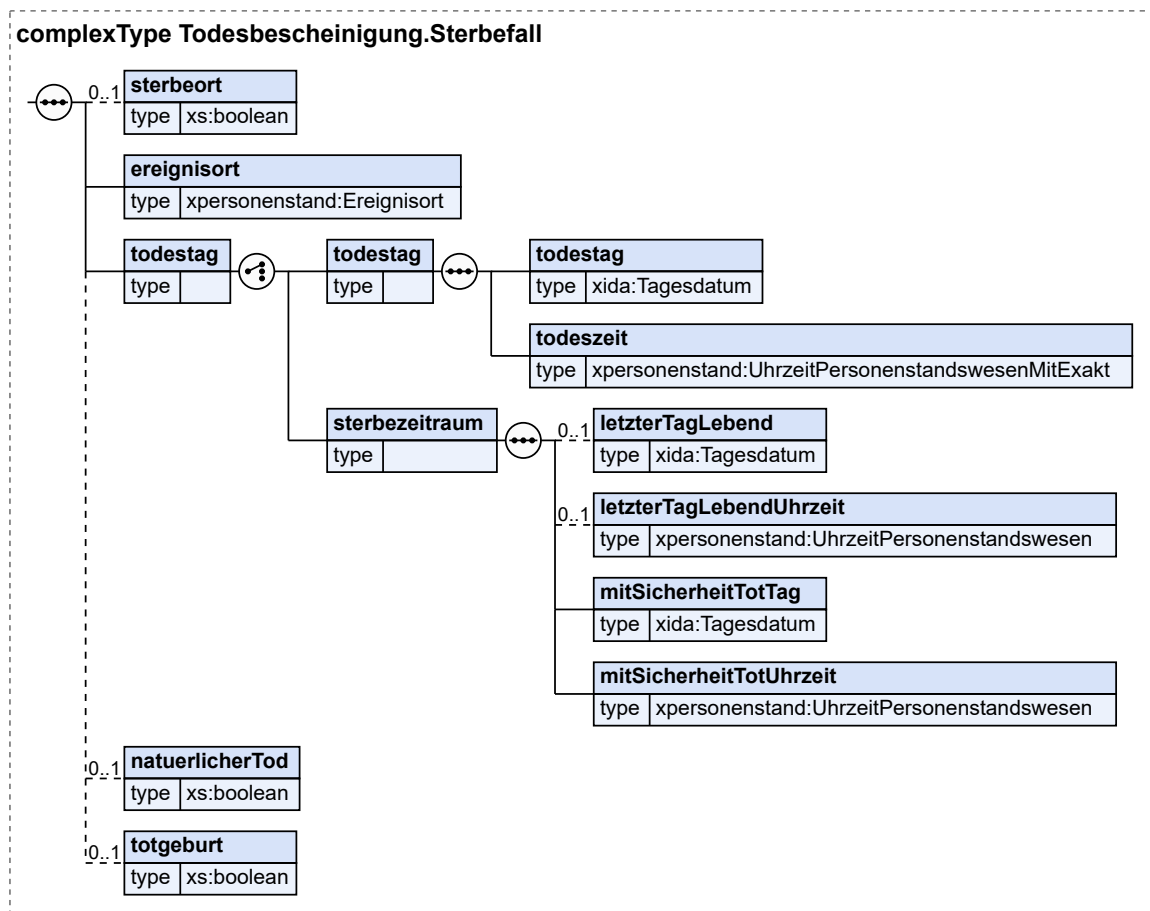 complexType Todesbescheinigung.Sterbefall
0..1 sterbeort
type xs:boolean
ereignisort
type xpersonenstand:Ereignisort
todestag todestag todestag
type type type xida:Tagesdatum
todeszeit
type xpersonenstand:UhrzeitPersonenstandswesenMitExakt
sterbezeitraum 0..1 letzterTagLebend
type type xida:Tagesdatum
0..1 letzterTagLebendUhrzeit
type xpersonenstand:UhrzeitPersonenstandswesen
mitSicherheitTotTag
type xida:Tagesdatum
mitSicherheitTotUhrzeit
type xpersonenstand:UhrzeitPersonenstandswesen
0..1 natuerlicherTod
type xs:boolean
0..1 totgeburt
type xs:boolean